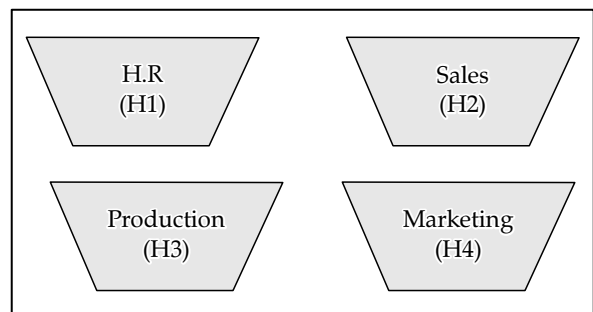 H.R
(H1)
Sales
(H2)
Production
(H3)
Marketing
(H4)